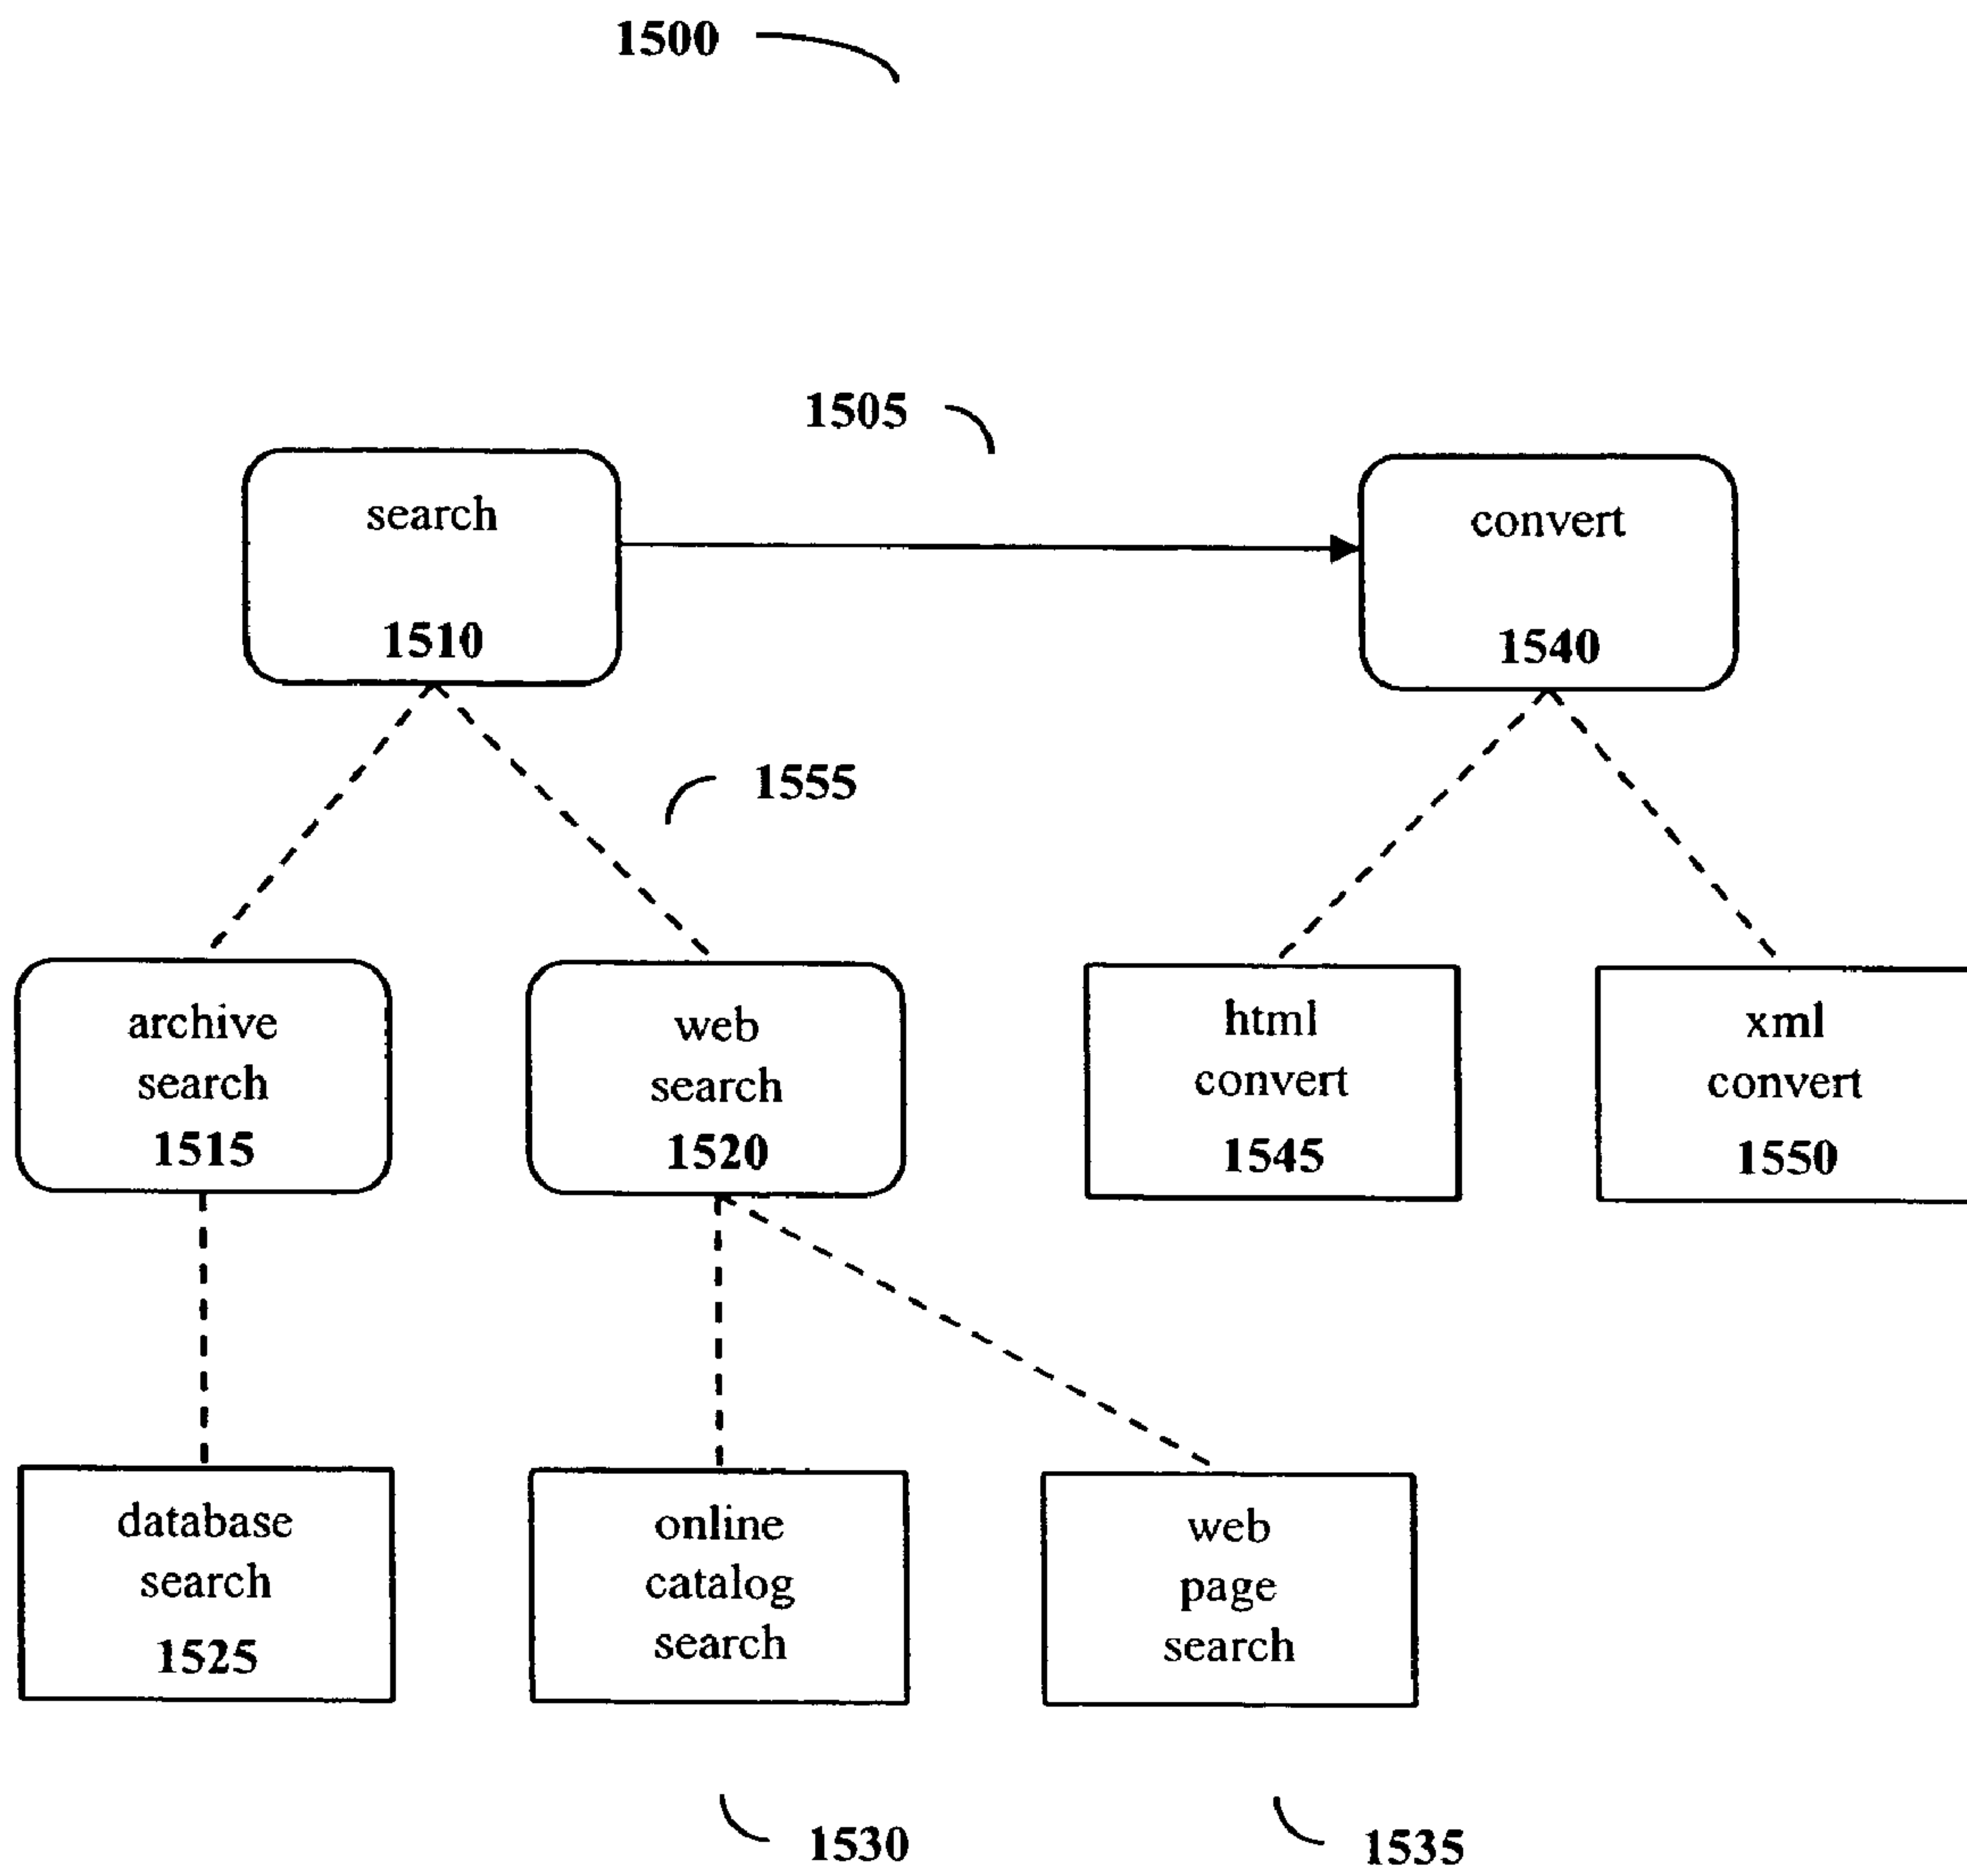 1500
1505
search
1510
convert
1540
1555
archive
search
1515
web
search
1520
html
convert
1545
xml
convert
1550
database
search
1525
online
catalog
search
web
page
search
1530
1535